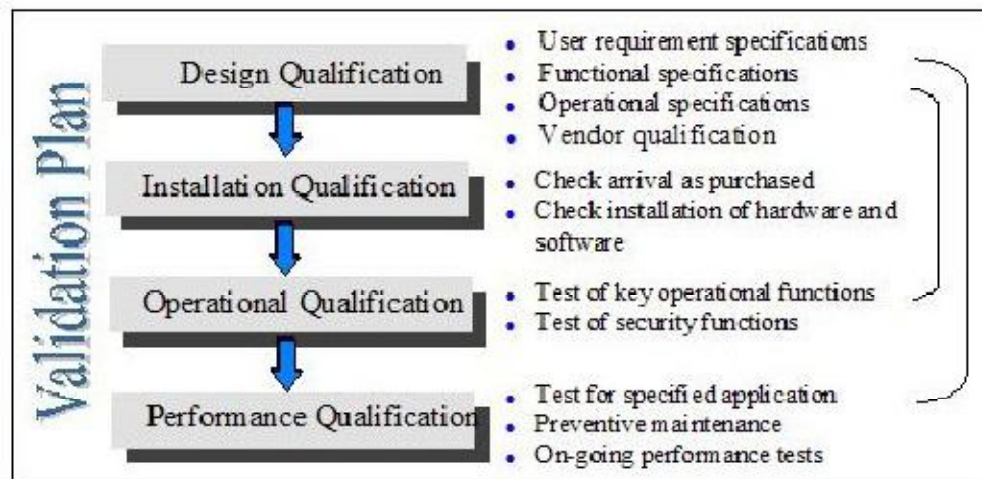 Validation Plan
Design Qualification
• User requirement specifications
• Functional specifications
• Operational specifications
• Vendor qualification
Installation Qualification
• Check arrival as purchased
• Check installation of hardware and
software
Operational Qualification
• Test of key operational functions
• Test of security functions
Performance Qualification
• Test for specified application
• Preventive maintenance
• On-going performance tests